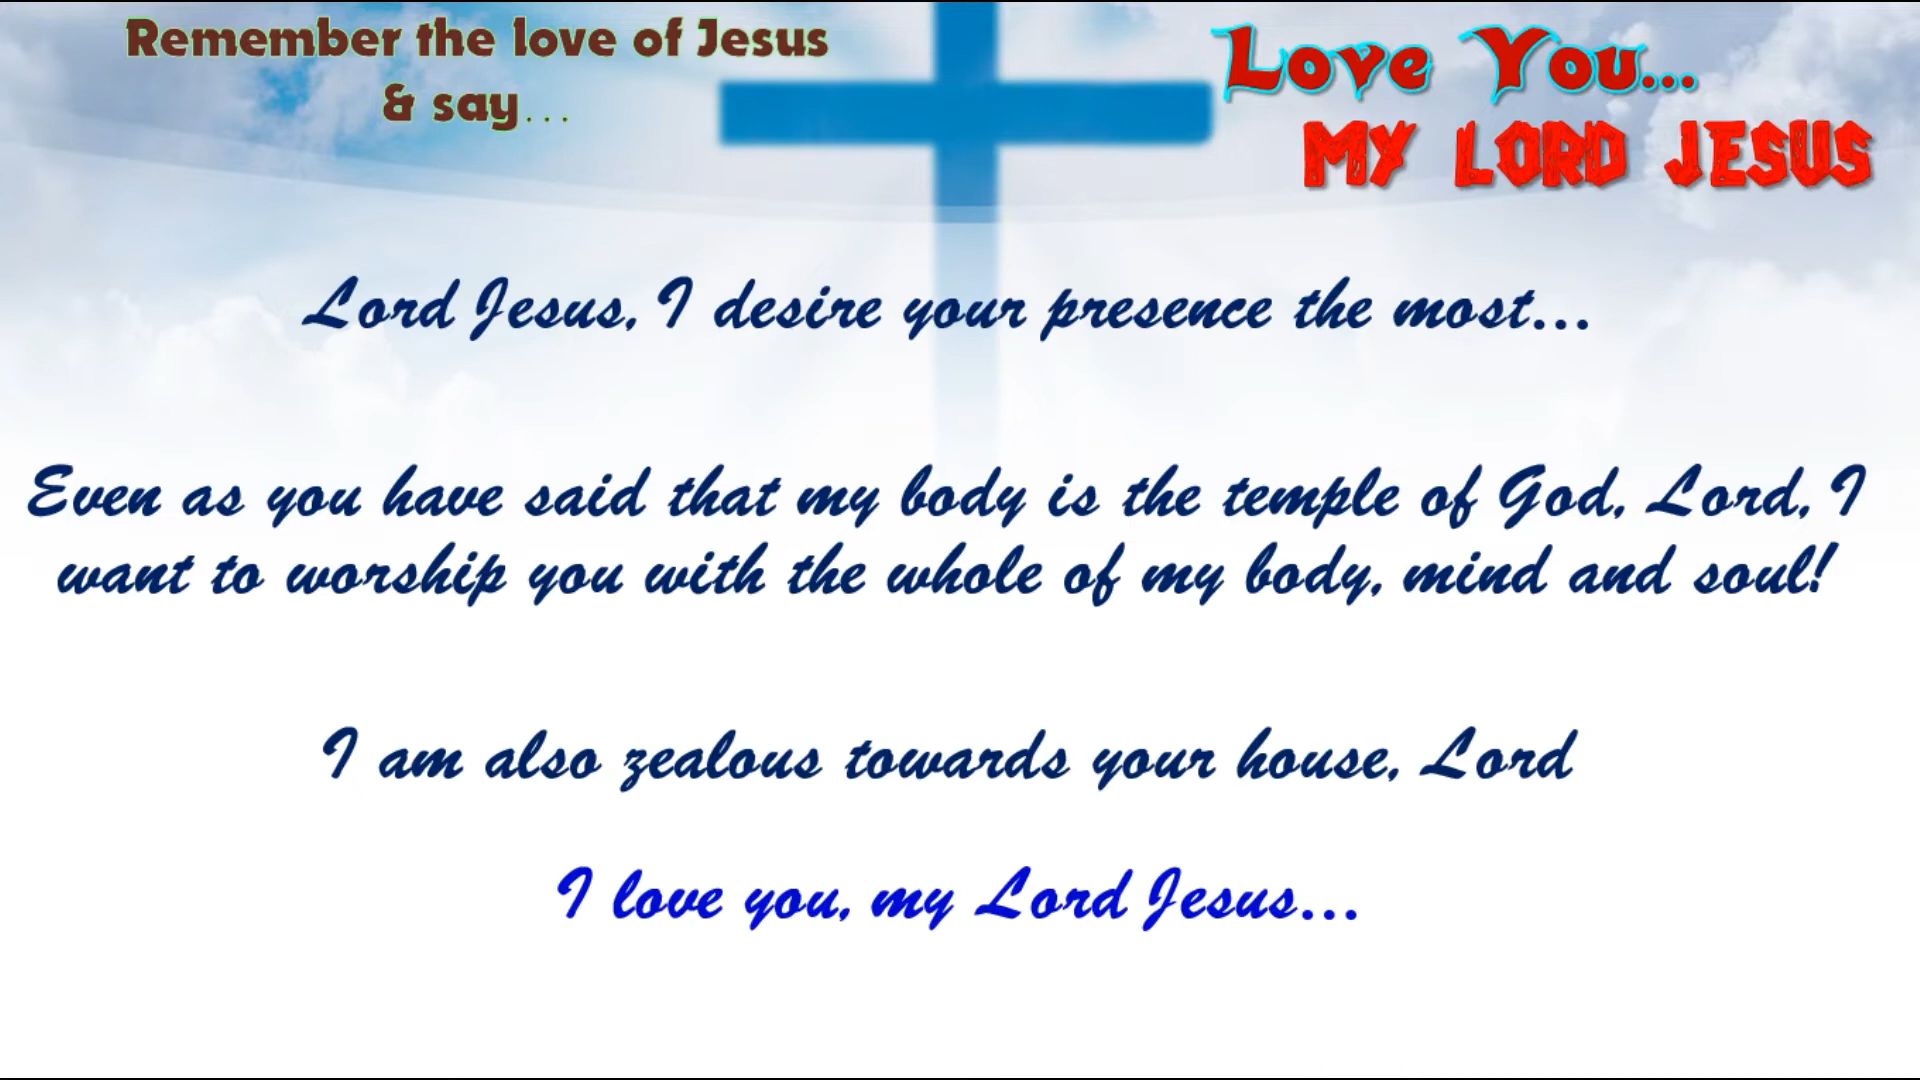 Remember the love of Jesus
& say...
Love You...
MY LORD JESUS
Lord Jesus, I desire your presence the most...
Even as you have said that my body is the temple of God, Lord, I
want to worship you with the whole of my body, mind and soul!
I am also zealous towards your house, Lord
I love you, my Lord Jesus...